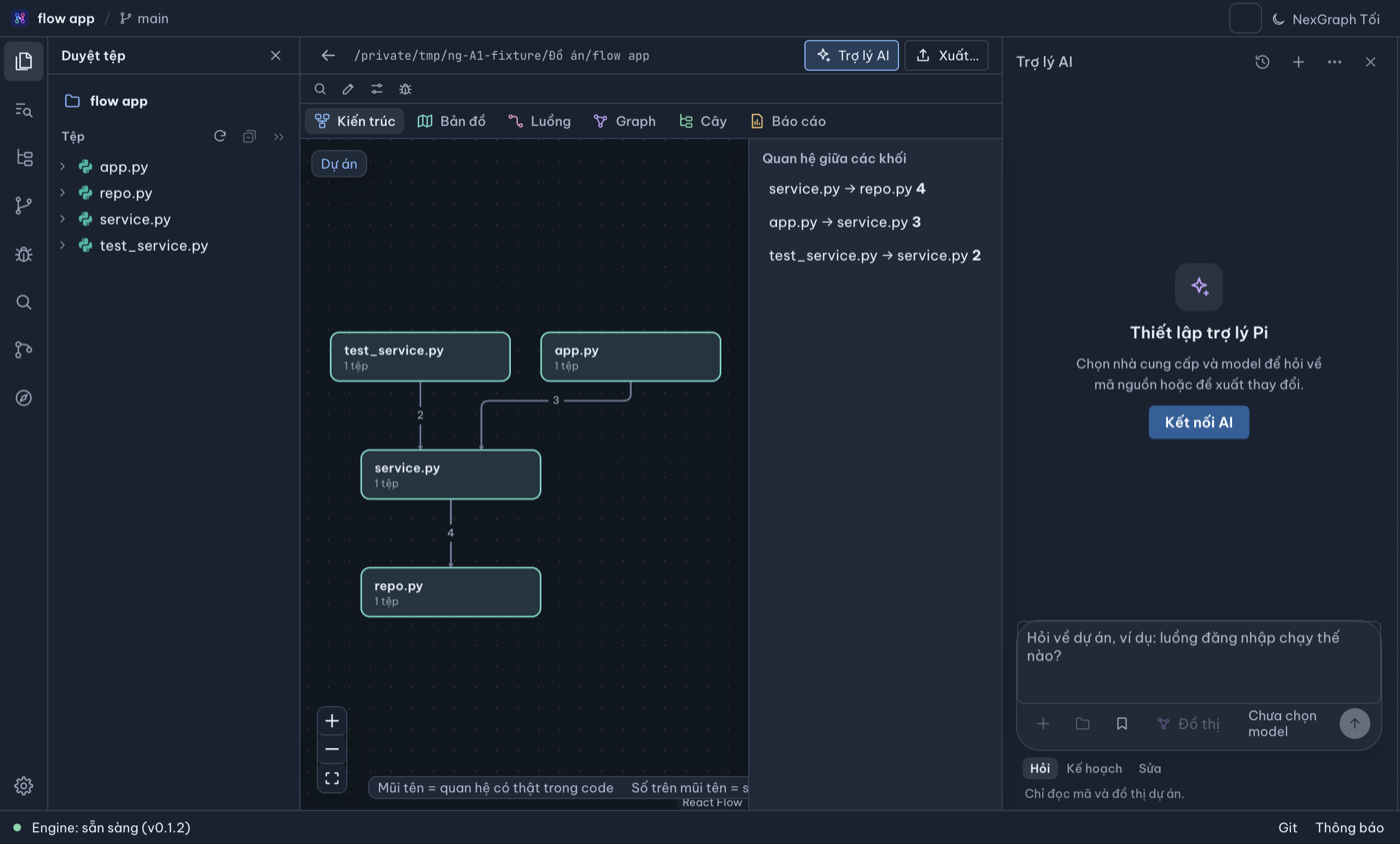 flow app / main
NexGraph Tối
Duyệt tệp
/private/tmp/ng-A1-fixture/Đồ án/flow app
Trợ lý AI
Xuất...
Trợ lý AI
flow app
Tệp
app.py
repo.py
service.py
test_service.py
Kiến trúc
Bản đồ
Luồng
Graph
Cây
Báo cáo
Dự án
test_service.py
1 tệp
app.py
1 tệp
2
3
service.py
1 tệp
4
repo.py
1 tệp
Mũi tên = quan hệ có thật trong code
Số trên mũi tên = s
React Flow
Quan hệ giữa các khối
service.py → repo.py 4
app.py → service.py 3
test_service.py → service.py 2
Thiết lập trợ lý Pi
Chọn nhà cung cấp và model để hỏi về
mã nguồn hoặc đề xuất thay đổi.
Kết nối AI
Hỏi về dự án, ví dụ: luồng đăng nhập chạy thế
nào?
Đồ thị
Chưa chọn
model
Hỏi
Kế hoạch
Sửa
Chỉ đọc mã và đồ thị dự án.
Engine: sẵn sàng (v0.1.2)
Git
Thông báo